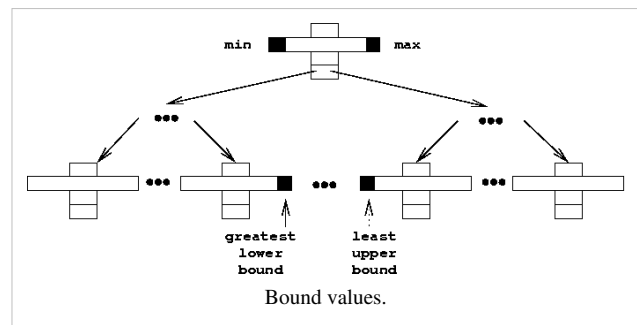 min max
greatest least
lower upper
bound bound
Bound values.